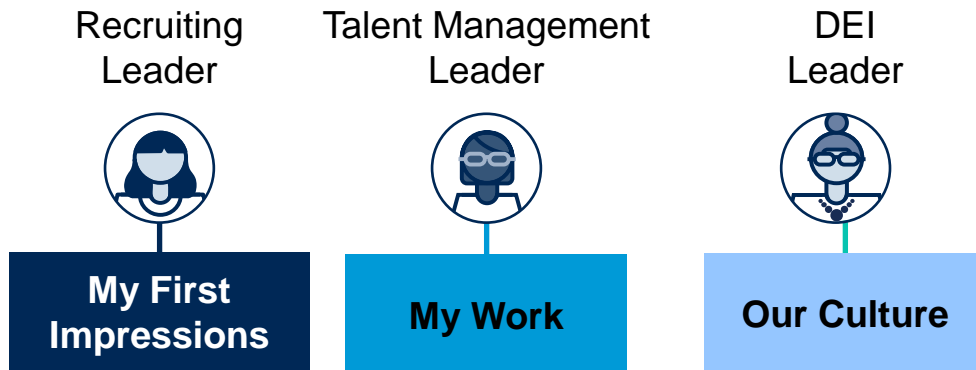 Recruiting
Leader
Talent Management
Leader
DEI
Leader
My First
Impressions
My Work
Our Culture